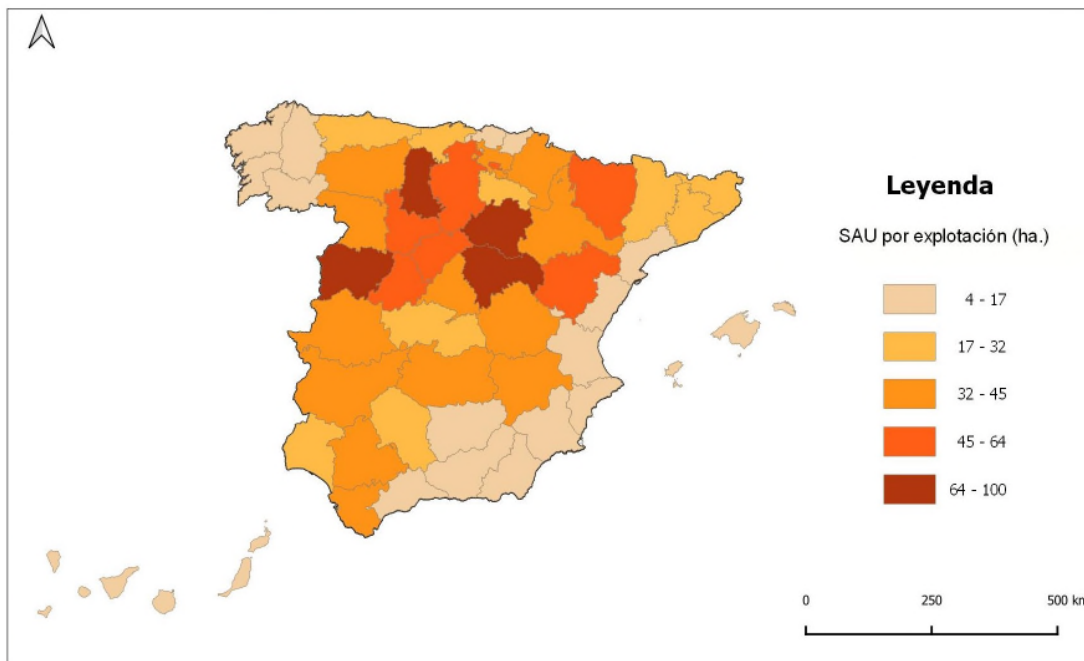 Leyenda
SAU por explotación (ha.)
4 - 17
17 - 32
32 - 45
45 - 64
64 - 100
0 250 500 km